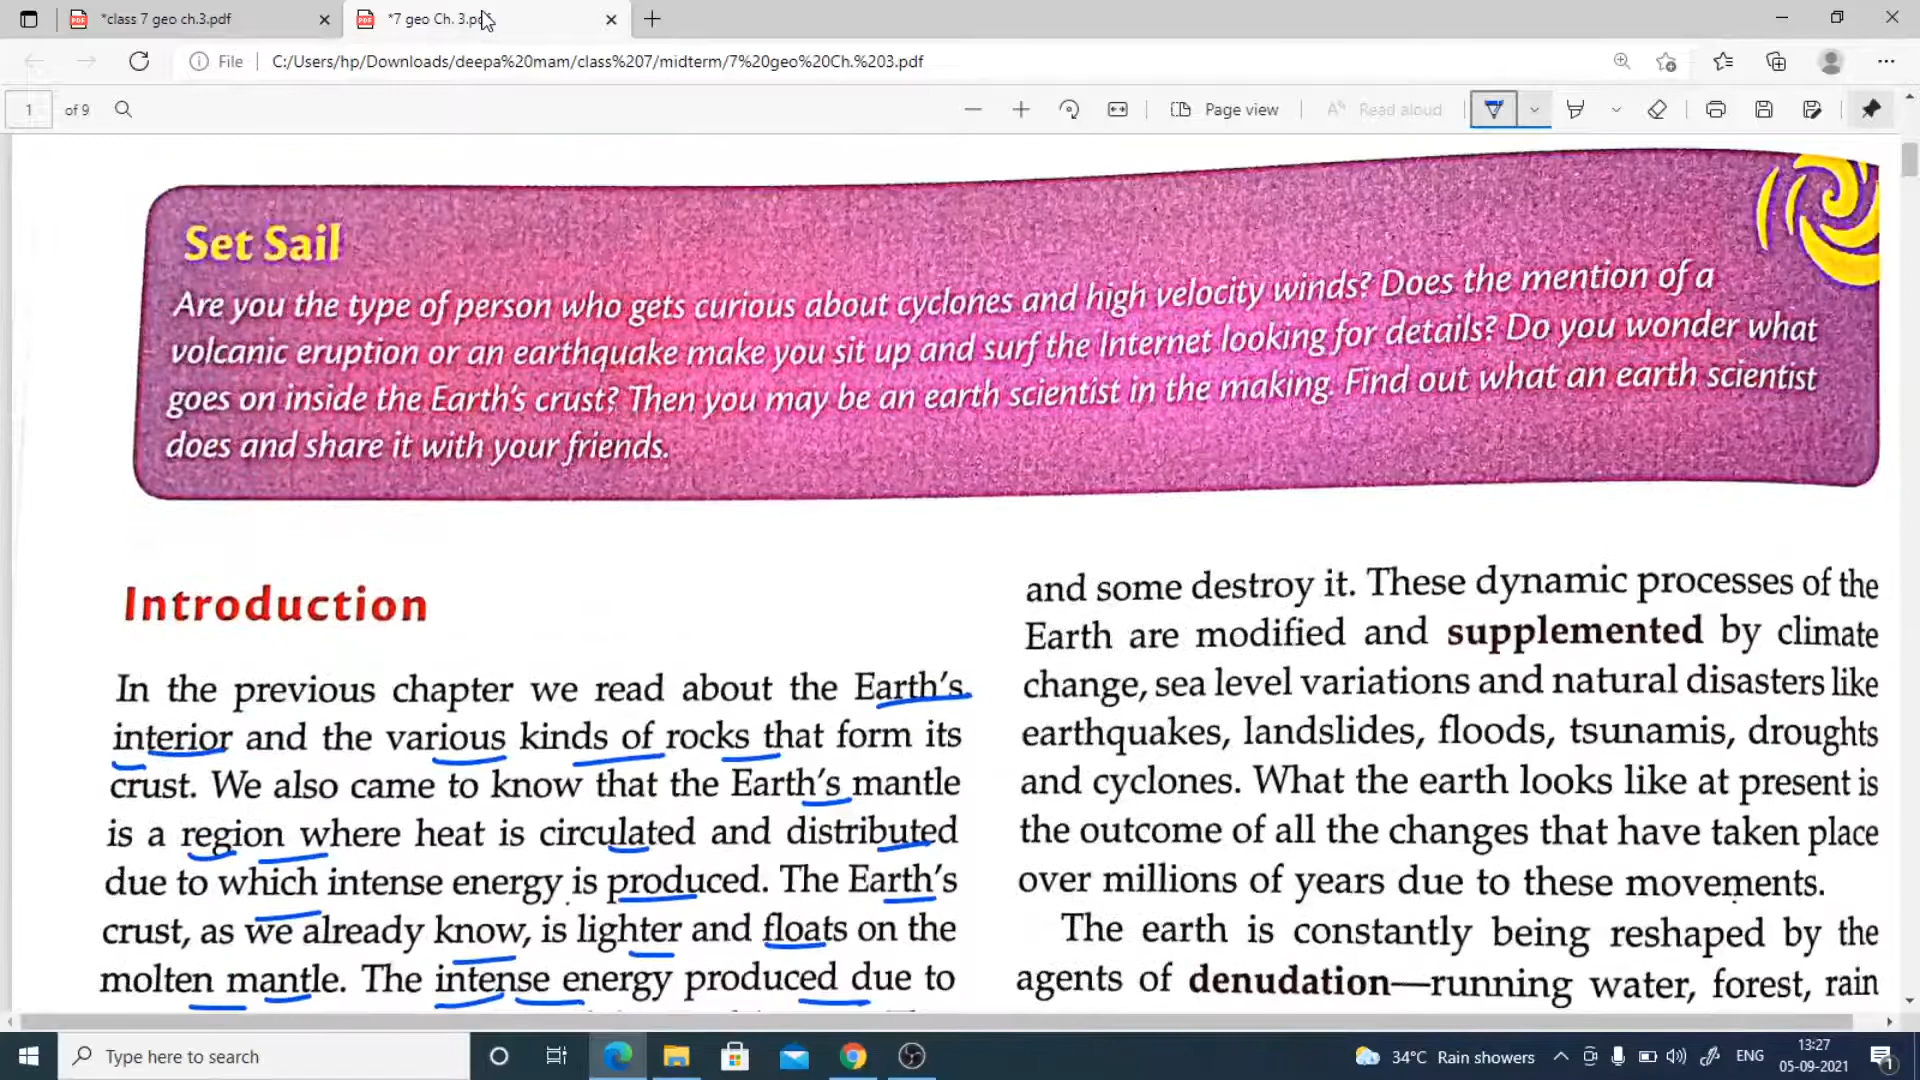 *class 7 geo ch.3.pdf
*7 geo Ch. 3.pdf
File C:/Users/hp/Downloads/deepa%20mam/class%207/midterm/7%20geo%20Ch.%203.pdf
1 of 9 Page view Read aloud
Set Sail
Are you the type of person who gets curious about cyclones and high velocity winds? Does the mention of a
volcanic eruption or an earthquake make you sit up and surf the Internet looking for details? Do you wonder what
goes on inside the Earth's crust? Then you may be an earth scientist in the making. Find out what an earth scientist
does and share it with your friends.
Introduction
In the previous chapter we read about the Earth's
interior and the various kinds of rocks that form its
crust. We also came to know that the Earth's mantle
is a region where heat is circulated and distributed
due to which intense energy is produced. The Earth's
crust, as we already know, is lighter and floats on the
molten mantle. The intense energy produced due to
and some destroy it. These dynamic processes of the
Earth are modified and supplemented by climate
change, sea level variations and natural disasters like
earthquakes, landslides, floods, tsunamis, droughts
and cyclones. What the earth looks like at present is
the outcome of all the changes that have taken place
over millions of years due to these movements.
The earth is constantly being reshaped by the
agents of denudation—running water, forest, rain
Type here to search
34°C Rain showers
ENG
13:27
05-09-2021
1